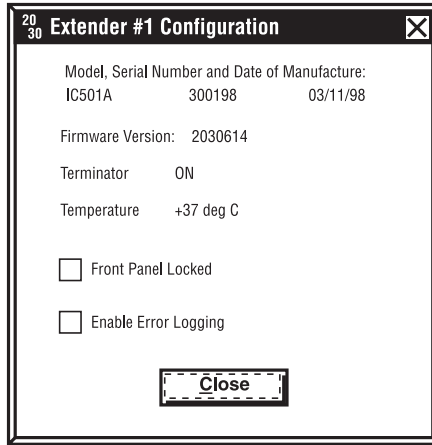 20
30 Extender #1 Configuration
Model, Serial Number and Date of Manufacture:
IC501A 300198 03/11/98
Firmware Version: 2030614
Terminator ON
Temperature +37 deg C
Front Panel Locked
Enable Error Logging
Close